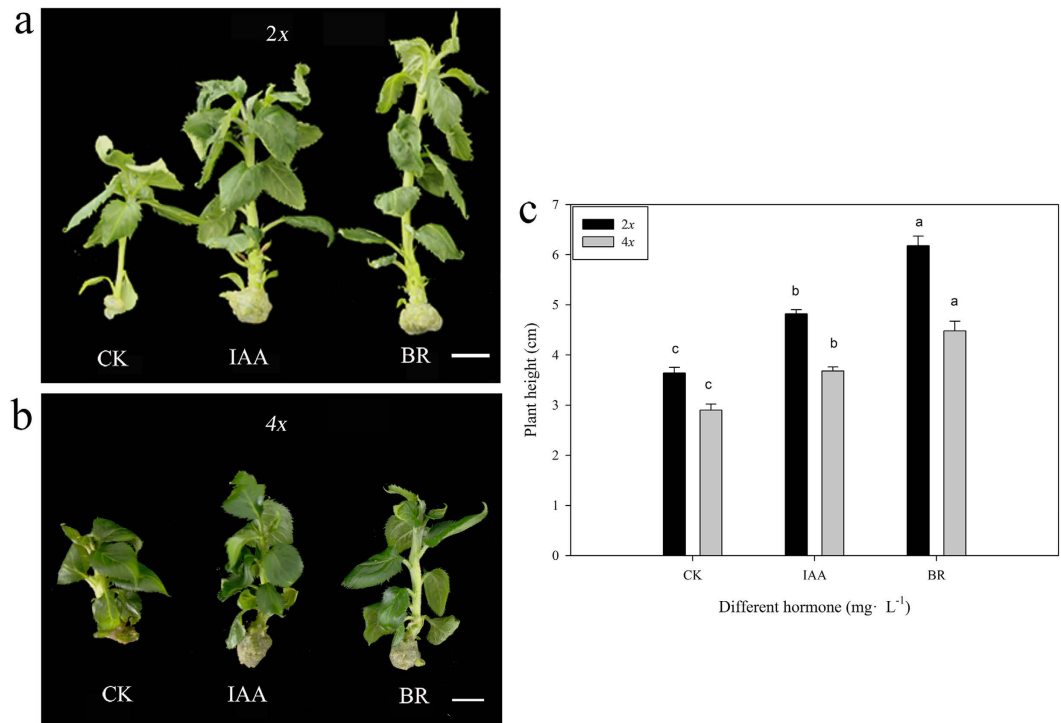 a
2x
CK IAA BR
b
4x
CK IAA BR
c
7
6
5
4
3
2
1
0
Plant height (cm)
2x
4x
c
c
b
b
a
a
CK IAA BR
Different hormone (mg· L-1)